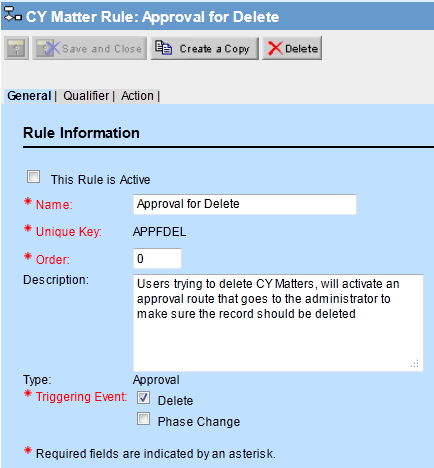 CY Matter Rule: Approval for Delete
Save and Close Create a Copy Delete
General | Qualifier | Action |
Rule Information
This Rule is Active
* Name: Approval for Delete
* Unique Key: APPFDEL
* Order: 0
Description: Users trying to delete CY Matters, will activate an
approval route that goes to the administrator to
make sure the record should be deleted
Type: Approval
* Triggering Event: Delete
Phase Change
* Required fields are indicated by an asterisk.